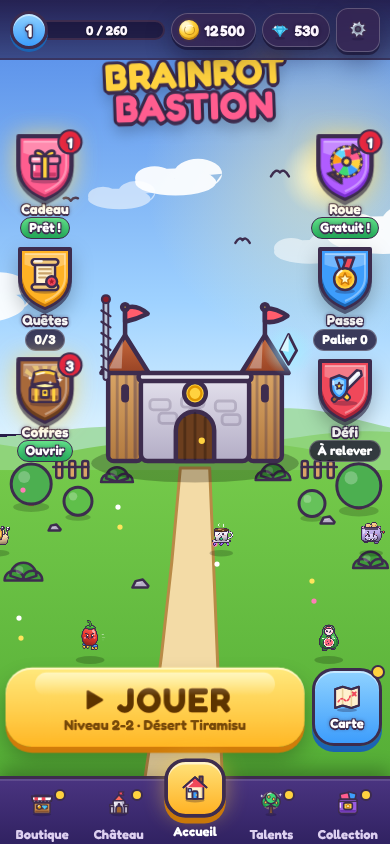 1
0 / 260
12 500
530
BRAINROT
BASTION
1
Cadeau
Prêt !
1
Roue
Gratuit !
Quêtes
0/3
Passe
Palier 0
3
Coffres
Ouvrir
Défi
À relever
JOUER
Niveau 2-2 · Désert Tiramisu
Carte
Boutique
Château
Accueil
Talents
Collection